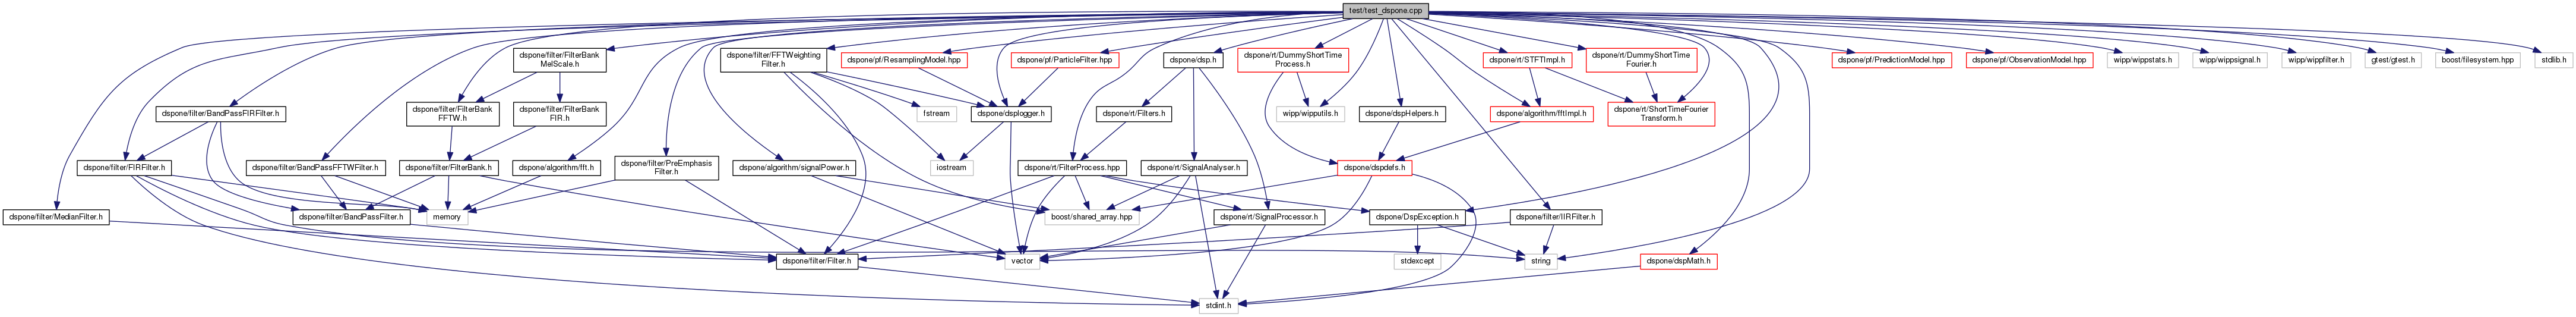 test/test_dspone.cpp
dspone/filter/FilterBank
MelScale.h
dspone/filter/FFTWeighting
Filter.h
dspone/pf/ResamplingModel.hpp
dspone/pf/ParticleFilter.hpp
dspone/dsp.h
dspone/rt/DummyShortTime
Process.h
dspone/rt/STFTImpl.h
dspone/rt/DummyShortTime
Fourier.h
dspone/pf/PredictionModel.hpp
dspone/pf/ObservationModel.hpp
wipp/wippstats.h
wipp/wippsignal.h
wipp/wippfilter.h
gtest/gtest.h
boost/filesystem.hpp
stdlib.h
dspone/filter/BandPassFIRFilter.h
dspone/filter/FilterBank
FFTW.h
dspone/filter/FilterBank
FIR.h
fstream
dspone/dsplogger.h
dspone/rt/Filters.h
wipp/wipputils.h
dspone/dspHelpers.h
dspone/algorithm/fftImpl.h
dspone/rt/ShortTimeFourier
Transform.h
dspone/filter/FIRFilter.h
dspone/filter/BandPassFFTWFilter.h
dspone/filter/FilterBank.h
dspone/algorithm/fft.h
dspone/filter/PreEmphasis
Filter.h
dspone/algorithm/signalPower.h
iostream
dspone/rt/FilterProcess.hpp
dspone/rt/SignalAnalyser.h
dspone/dspdefs.h
dspone/filter/MedianFilter.h
dspone/filter/BandPassFilter.h
memory
boost/shared_array.hpp
dspone/rt/SignalProcessor.h
dspone/DspException.h
dspone/filter/IIRFilter.h
dspone/filter/Filter.h
vector
stdexcept
string
dspone/dspMath.h
stdint.h